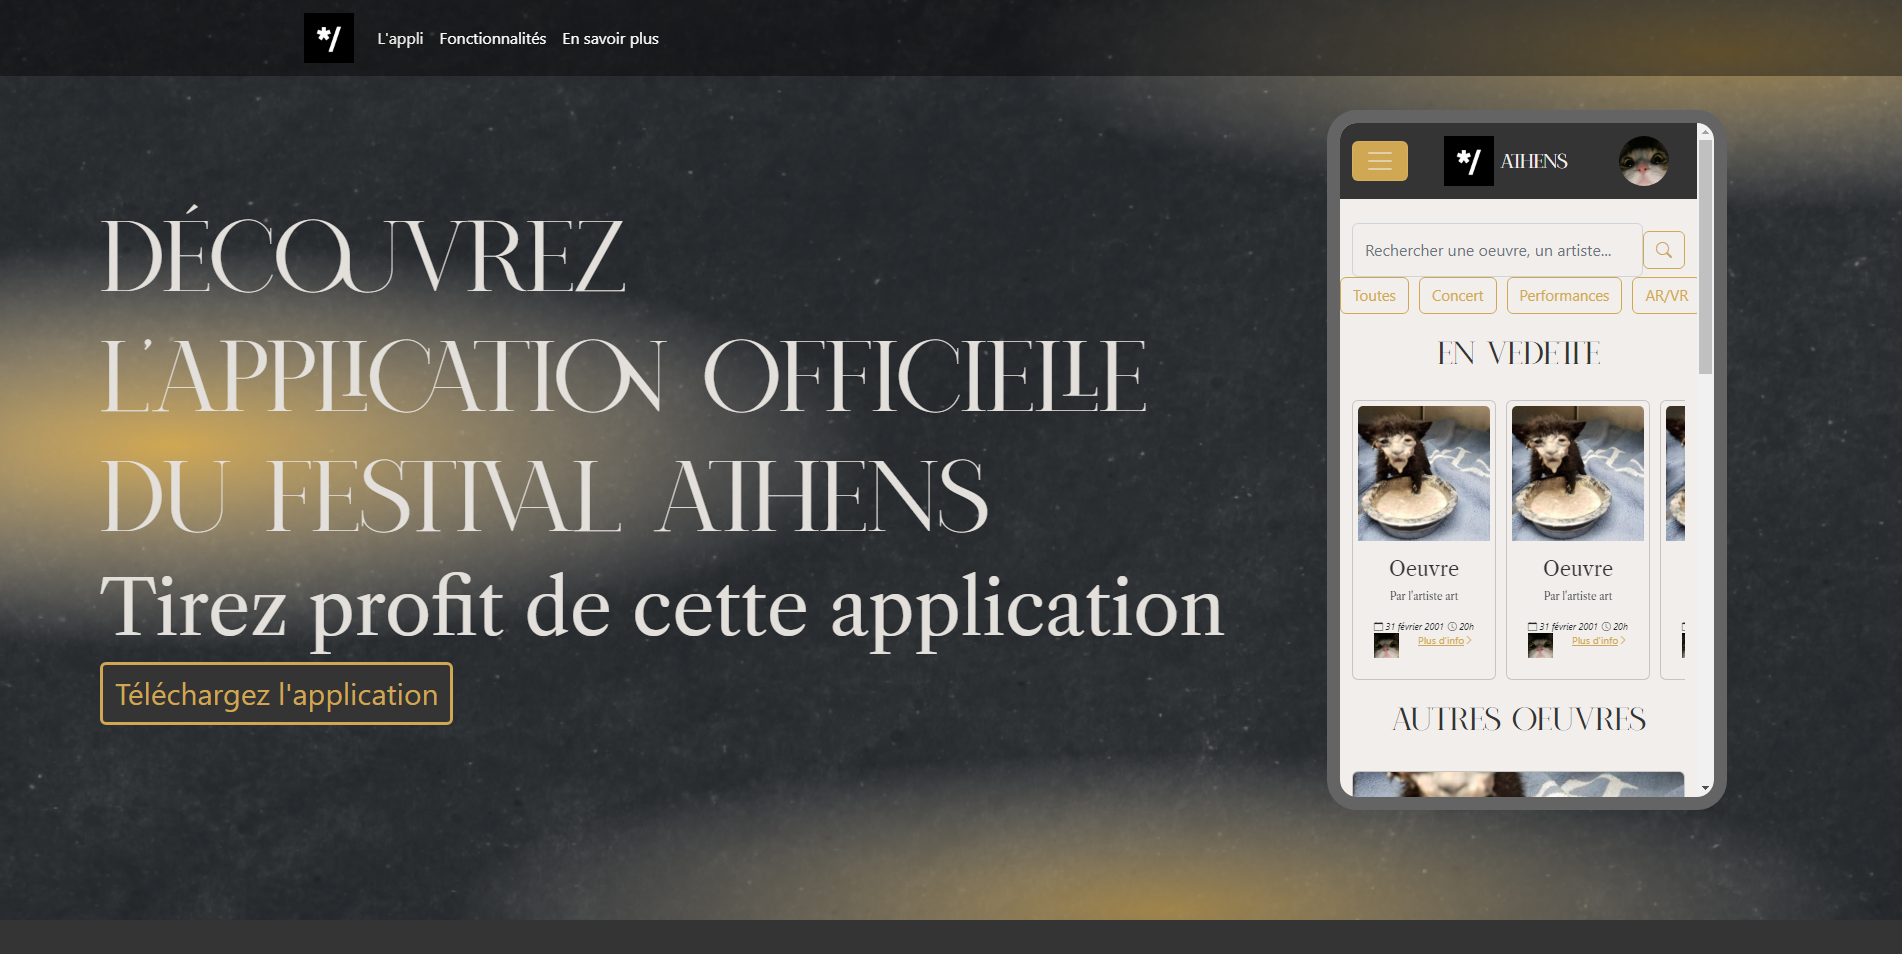 */ L'appli Fonctionnalités En savoir plus
DÉCOUVREZ
L'APPLICATION OFFICIELLE
DU FESTIVAL ATHENS
Tirez profit de cette application
Téléchargez l'application
*/ ATHENS
Rechercher une oeuvre, un artiste...
Toutes Concert Performances AR/VR
EN VEDETTE
Oeuvre Oeuvre
Par l'artiste art Par l'artiste art
31 février 2001 20h 31 février 2001 20h
Plus d'info Plus d'info
AUTRES OEUVRES